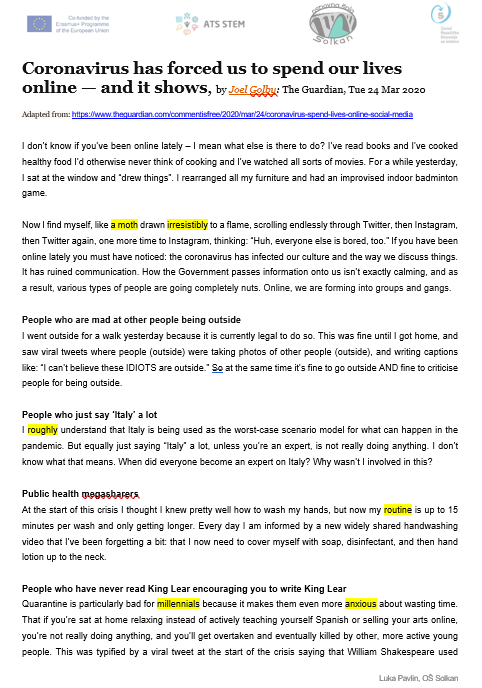 Co-funded by the
Erasmus+ Programme
of the European Union
ATS STEM
osnovna šola
Solkan
Coronavirus has forced us to spend our lives
online — and it shows, by Joel Golby: The Guardian, Tue 24 Mar 2020
Adapted from: https://www.theguardian.com/commentisfree/2020/mar/24/coronavirus-spend-lives-online-social-media
I don't know if you've been online lately – I mean what else is there to do? I've read books and I've cooked
healthy food I'd otherwise never think of cooking and I've watched all sorts of movies. For a while yesterday,
I sat at the window and "drew things". I rearranged all my furniture and had an improvised indoor badminton
game.
Now I find myself, like a moth drawn irresistibly to a flame, scrolling endlessly through Twitter, then Instagram,
then Twitter again, one more time to Instagram, thinking: "Huh, everyone else is bored, too." If you have been
online lately you must have noticed: the coronavirus has infected our culture and the way we discuss things.
It has ruined communication. How the Government passes information onto us isn't exactly calming, and as
a result, various types of people are going completely nuts. Online, we are forming into groups and gangs.
People who are mad at other people being outside
I went outside for a walk yesterday because it is currently legal to do so. This was fine until I got home, and
saw viral tweets where people (outside) were taking photos of other people (outside), and writing captions
like: "I can't believe these IDIOTS are outside." So at the same time it's fine to go outside AND fine to criticise
people for being outside.
People who just say 'Italy' a lot
I roughly understand that Italy is being used as the worst-case scenario model for what can happen in the
pandemic. But equally just saying "Italy" a lot, unless you're an expert, is not really doing anything. I don't
know what that means. When did everyone become an expert on Italy? Why wasn't I involved in this?
Public health megasharers
At the start of this crisis I thought I knew pretty well how to wash my hands, but now my routine is up to 15
minutes per wash and only getting longer. Every day I am informed by a new widely shared handwashing
video that I've been forgetting a bit: that I now need to cover myself with soap, disinfectant, and then hand
lotion up to the neck.
People who have never read King Lear encouraging you to write King Lear
Quarantine is particularly bad for millennials because it makes them even more anxious about wasting time.
That if you're sat at home relaxing instead of actively teaching yourself Spanish or selling your arts online,
you're not really doing anything, and you'll get overtaken and eventually killed by other, more active young
people. This was typified by a viral tweet at the start of the crisis saying that William Shakespeare used
Luka Pavlin, OŠ Solkan